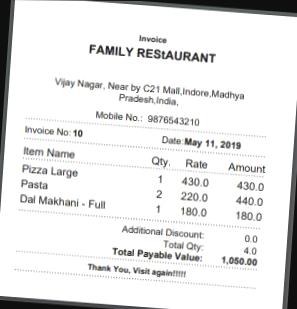 Invoice
FAMILY REStAURANT
Vijay Nagar, Near by C21 Mall,Indore,Madhya
Pradesh,India,
Mobile No.: 9876543210
Invoice No: 10 Date: May 11, 2019
Item Name Qty. Rate Amount
Pizza Large 1 430.0 430.0
Pasta 2 220.0 440.0
Dal Makhani - Full 1 180.0 180.0
Additional Discount: 0.0
Total Qty: 4.0
Total Payable Value: 1,050.00
Thank You, Visit again!!!!!